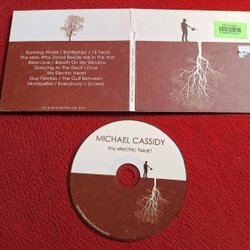 Running Water / Battleships / 15 Years
The Men Who Stood Beside Me In The War
Real Love / Breath On My Window
Dancing At The Devil's Door
My Electric Heart
Guy Fawkes / The Gulf Between
Montpellier / Everybody's Scared
MICHAEL CASSIDY
my electric heart